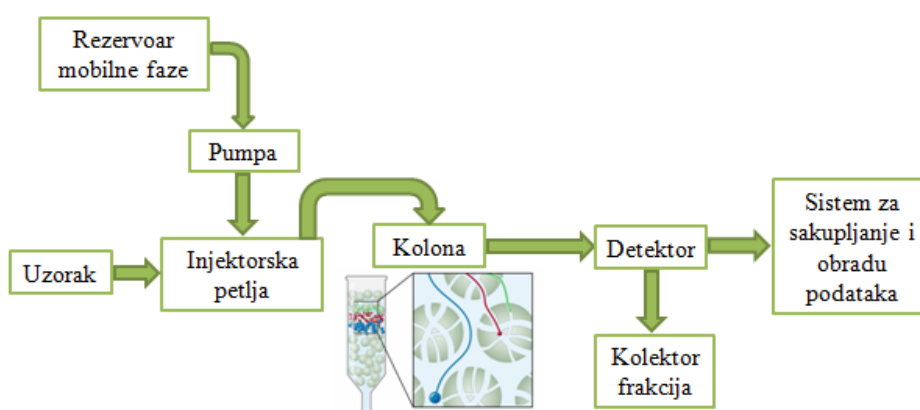 Rezervoar
mobilne faze
Pumpa
Uzorak
Injektorska
petlja
Kolona
Detektor
Sistem za
sakupljanje i
obradu
podataka
Kolektor
frakcija